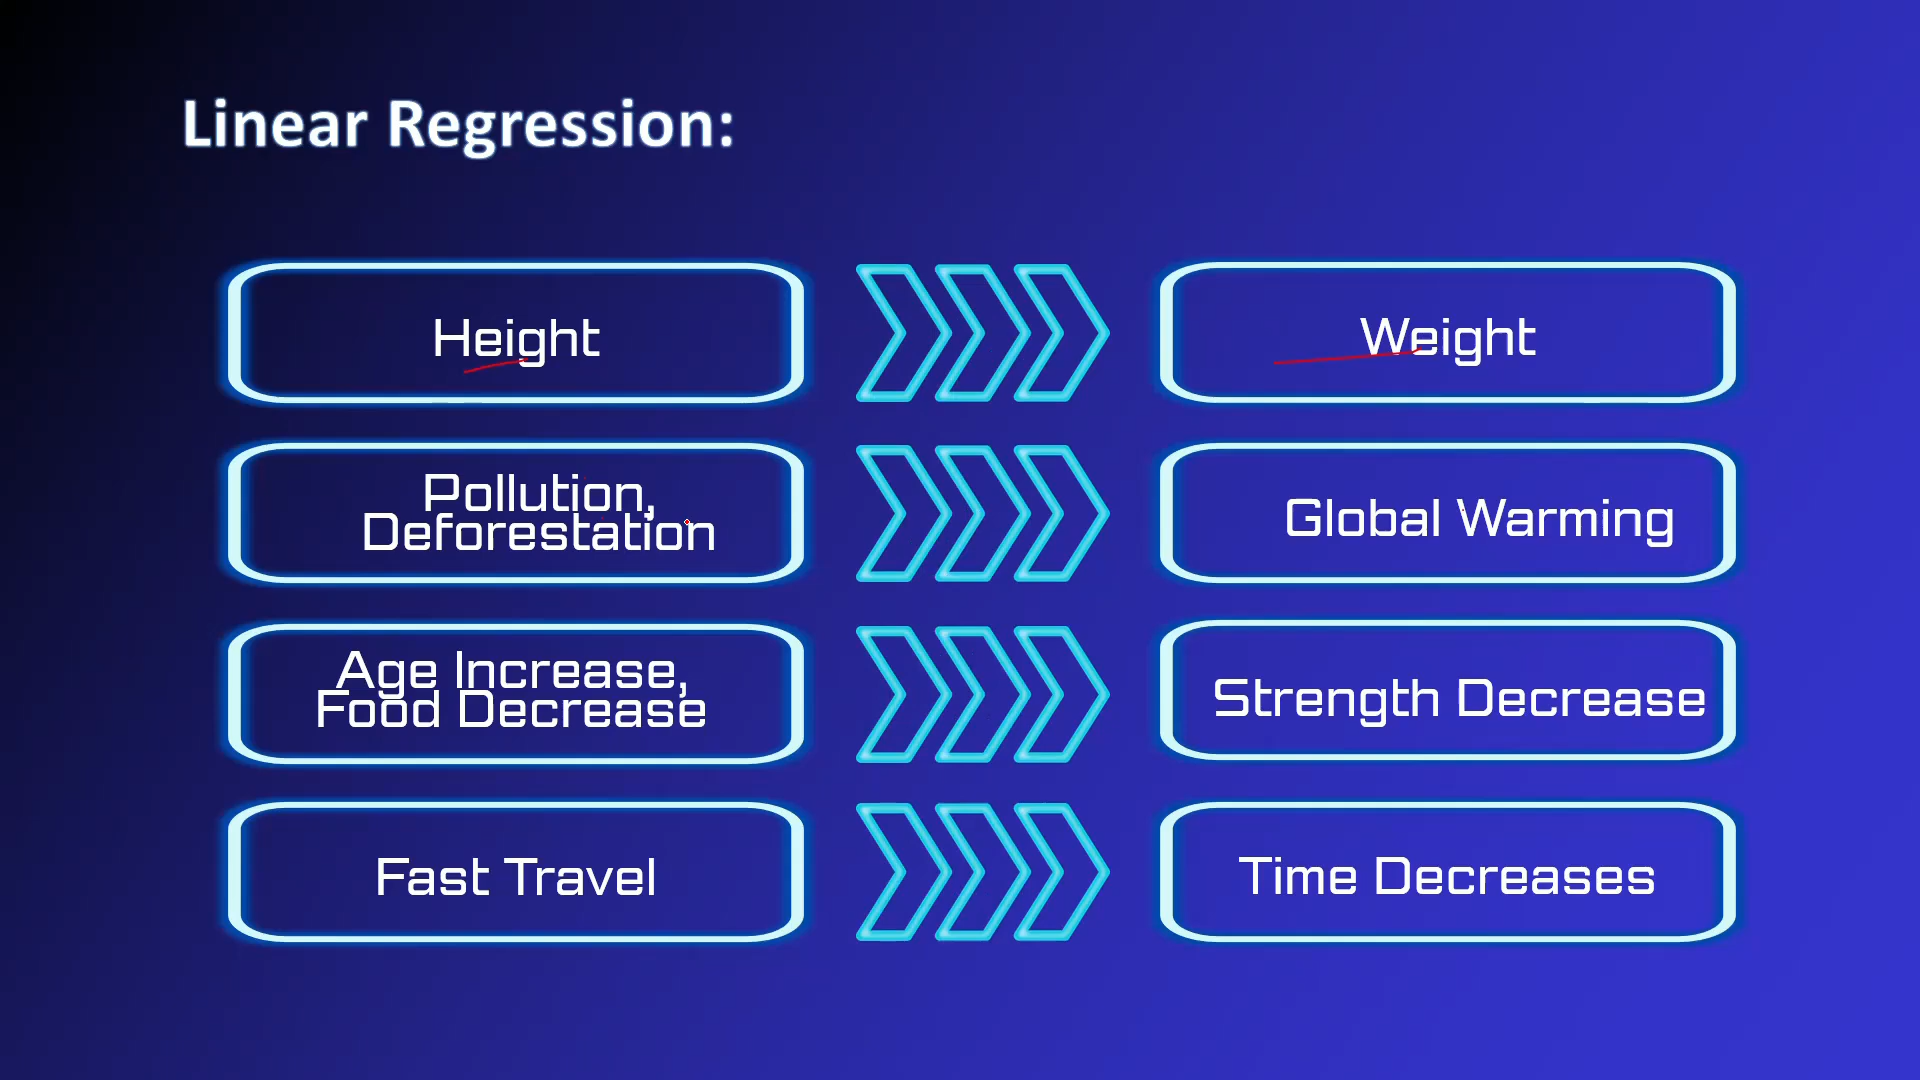 Linear Regression:
Height
Weight
Pollution,
Deforestation
Global Warming
Age Increase,
Food Decrease
Strength Decrease
Fast Travel
Time Decreases